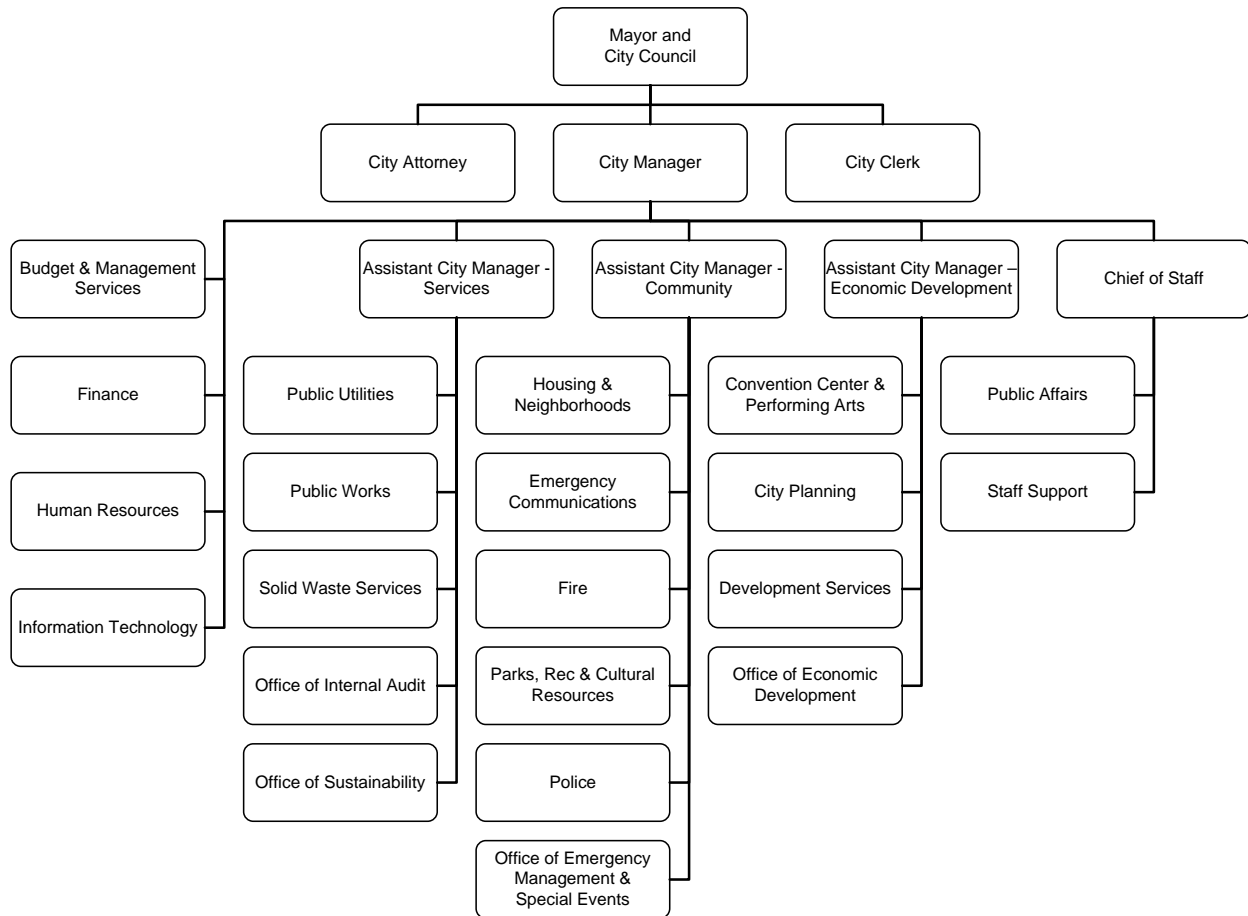 Mayor and
City Council
City Attorney
City Manager
City Clerk
Budget & Management
Services
Assistant City Manager -
Services
Assistant City Manager -
Community
Assistant City Manager –
Economic Development
Chief of Staff
Finance
Public Utilities
Housing &
Neighborhoods
Convention Center &
Performing Arts
Public Affairs
Human Resources
Public Works
Emergency
Communications
City Planning
Staff Support
Information Technology
Solid Waste Services
Fire
Development Services
Office of Internal Audit
Parks, Rec & Cultural
Resources
Office of Economic
Development
Office of Sustainability
Police
Office of Emergency
Management &
Special Events